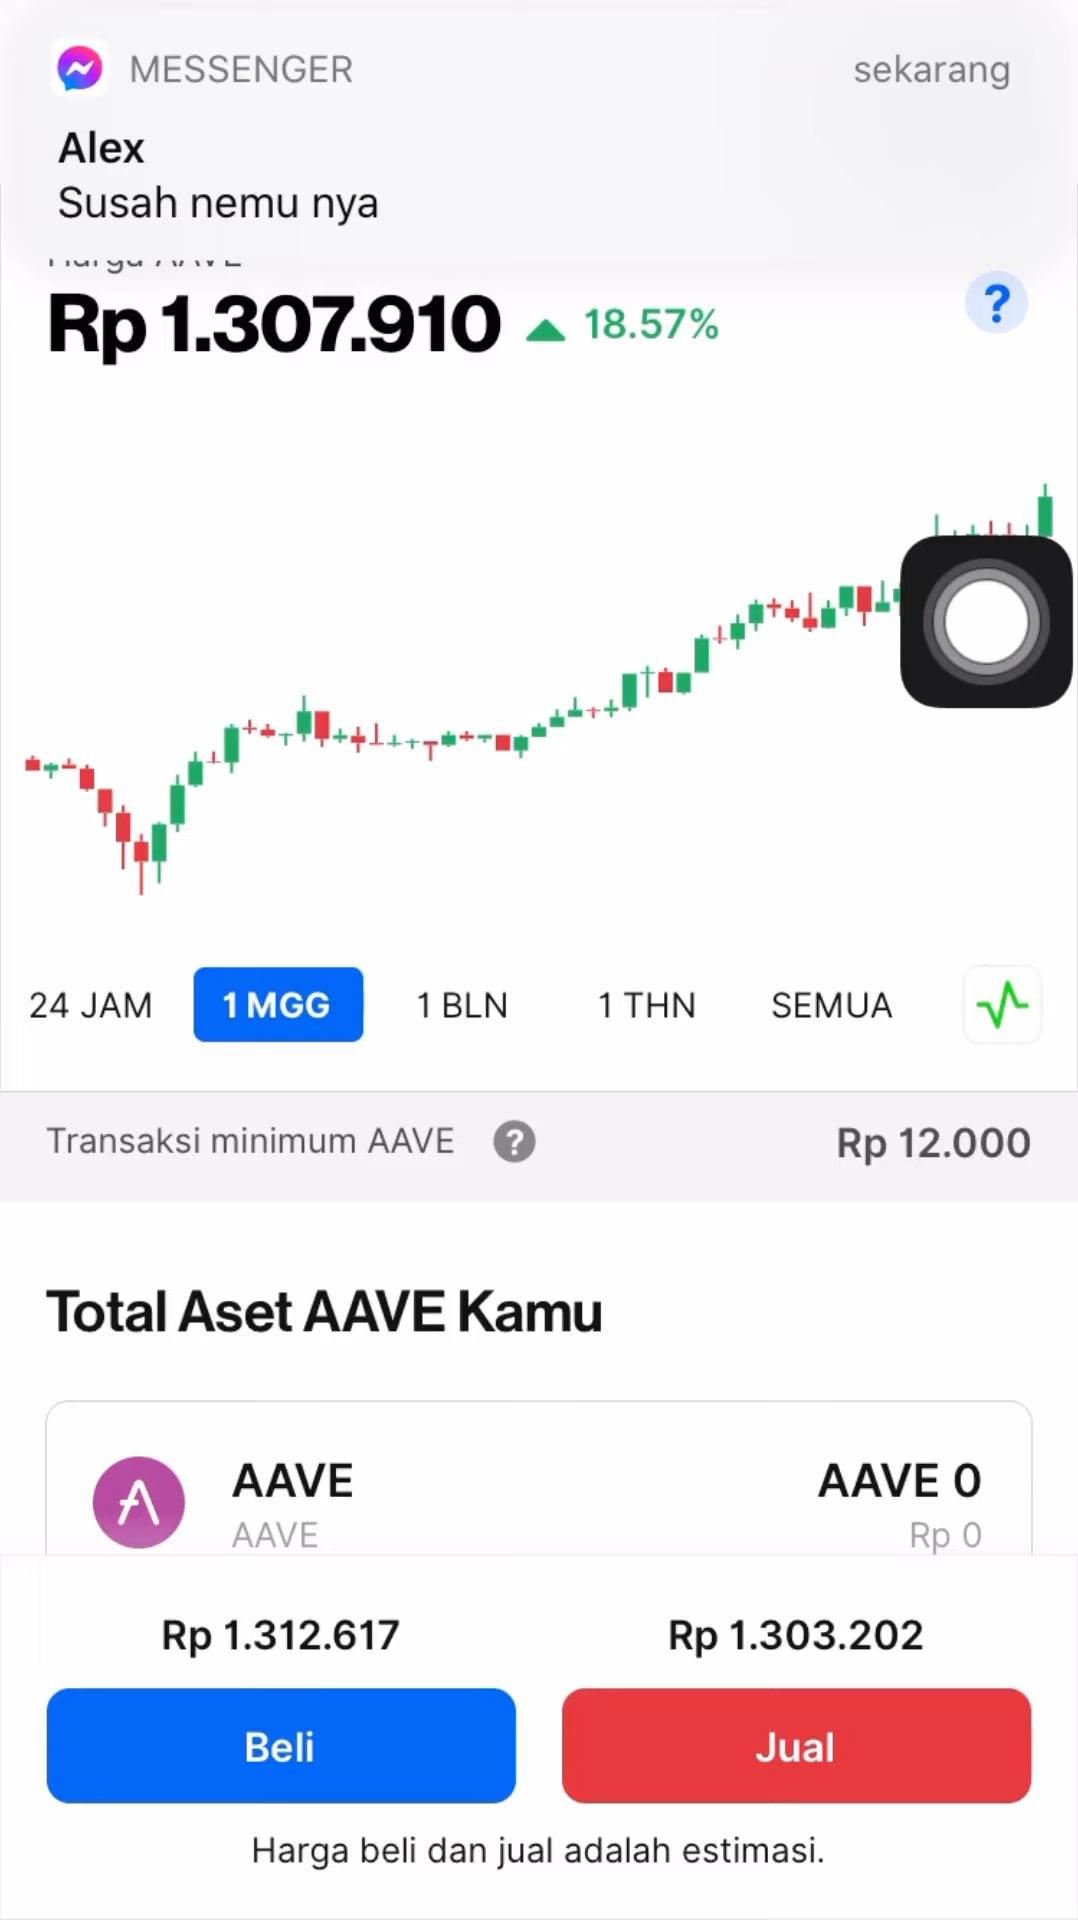 MESSENGER
sekarang
Alex
Susah nemu nya
Harga AAVE
Rp 1.307.910
18.57%
?
24 JAM
1 MGG
1 BLN
1 THN
SEMUA
Transaksi minimum AAVE
?
Rp 12.000
Total Aset AAVE Kamu
AAVE
AAVE 0
AAVE
Rp 0
Rp 1.312.617
Rp 1.303.202
Beli
Jual
Harga beli dan jual adalah estimasi.